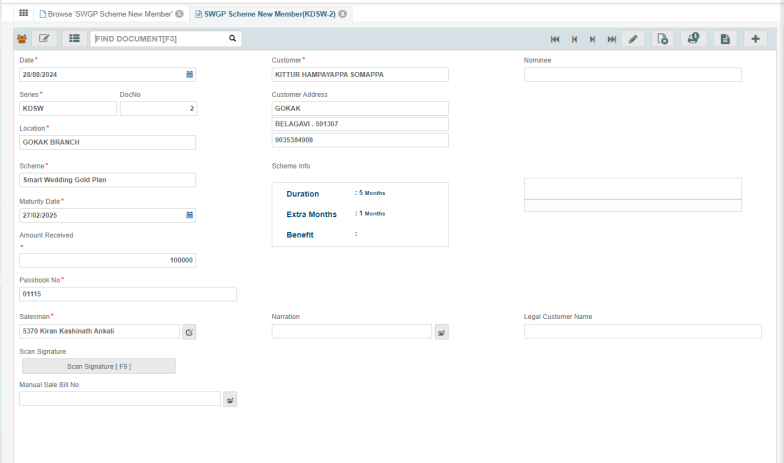 Browse 'SWGP Scheme New Member'
SWGP Scheme New Member(KDSW-2)
FIND DOCUMENT[F3]
Date*
28/08/2024
Customer*
KITTUR HAMPAYAPPA SOMAPPA
Nominee
Series*
DocNo
KDSW
2
Customer Address
GOKAK
BELAGAVI . 591307
9035384908
Location*
GOKAK BRANCH
Scheme*
Smart Wedding Gold Plan
Scheme Info
Duration : 5 Months
Extra Months : 1 Months
Benefit :
Maturity Date*
27/02/2025
Amount Received
*
100000
Passbook No*
01115
Salesman*
5370 Kiran Kashinath Ankali
Narration
Legal Customer Name
Scan Signature
Scan Signature [ F9 ]
Manual Sale Bill No